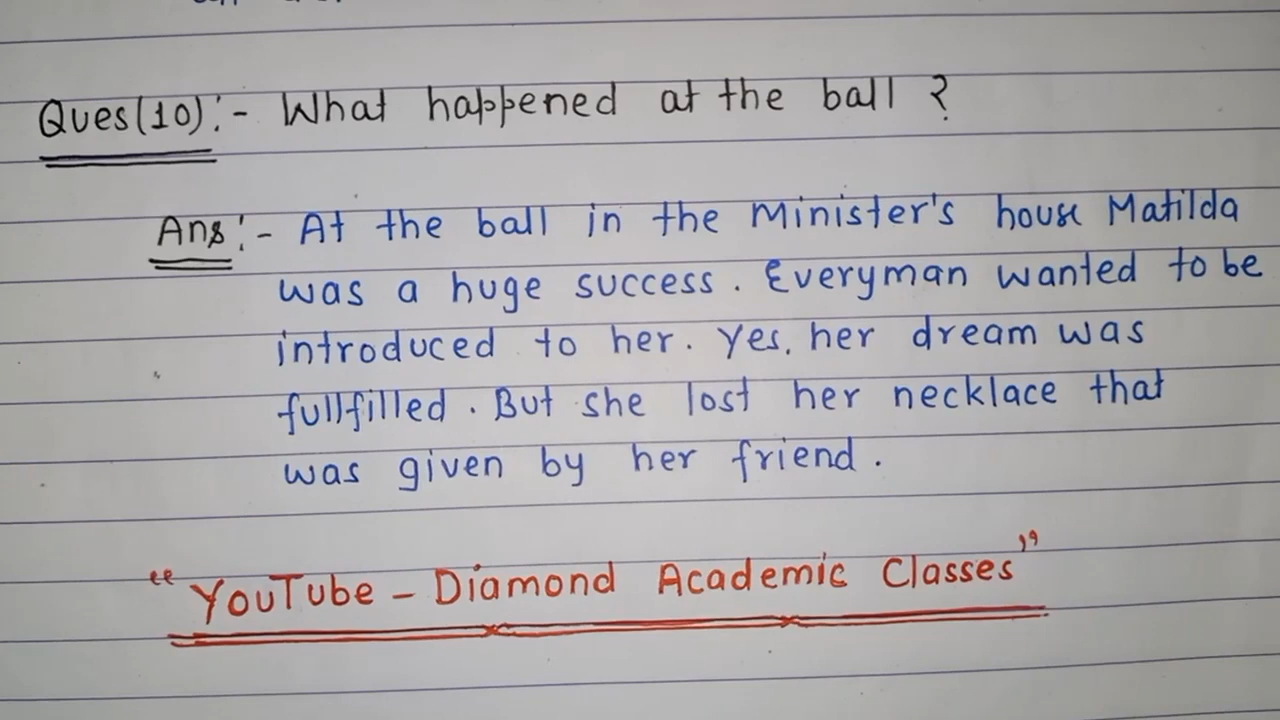 Ques(10):- What happened at the ball ?
Ans:- At the ball in the Minister's house Matilda
was a huge success. Everyman wanted to be
introduced to her. Yes, her dream was
fullfilled. But she lost her necklace that
was given by her friend.
"YouTube - Diamond Academic Classes"